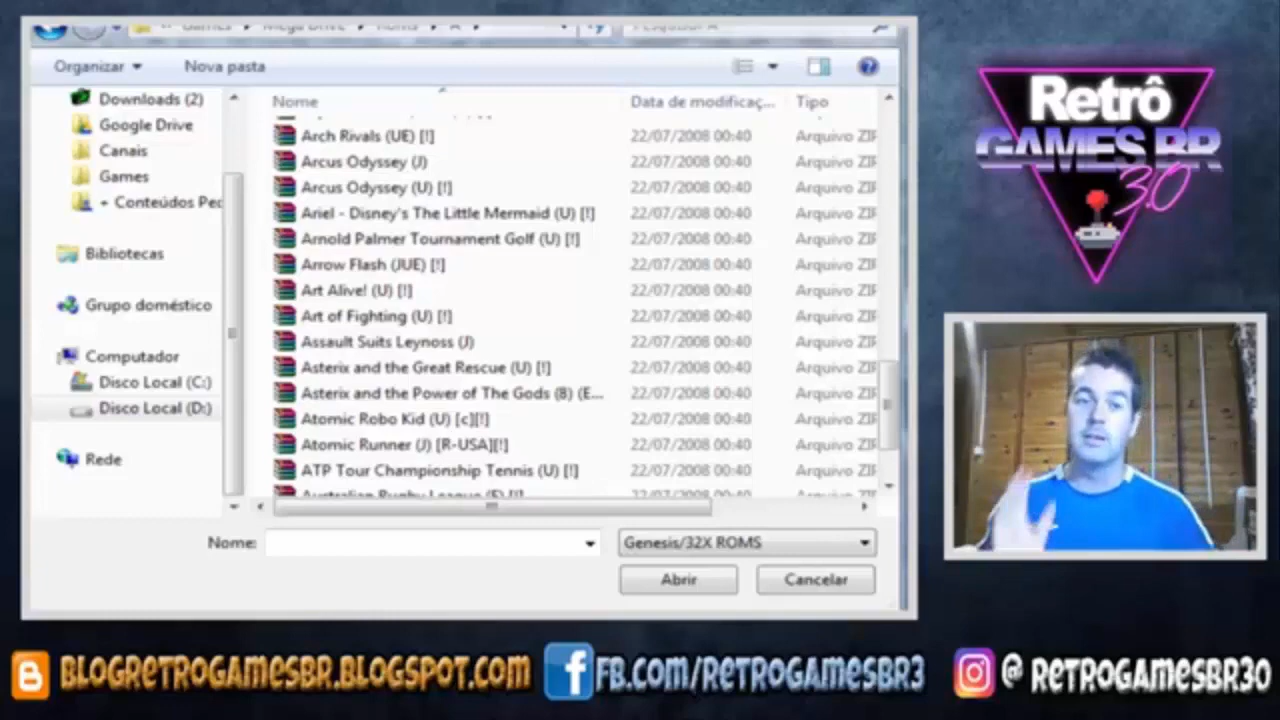 Organizar
Nova pasta
Nome
Data de modificaç...
Tipo
Downloads (2)
Google Drive
Canais
Games
+ Conteúdos Ped
Bibliotecas
Grupo doméstico
Computador
Disco Local (C:)
Disco Local (D:)
Rede
Arch Rivals (UE) [!] 22/07/2008 00:40 Arquivo ZIP
Arcus Odyssey (J) 22/07/2008 00:40 Arquivo ZIP
Arcus Odyssey (U) [!] 22/07/2008 00:40 Arquivo ZIP
Ariel - Disney's The Little Mermaid (U) [!] 22/07/2008 00:40 Arquivo ZIP
Arnold Palmer Tournament Golf (U) [!] 22/07/2008 00:40 Arquivo ZIP
Arrow Flash (JUE) [!] 22/07/2008 00:40 Arquivo ZIP
Art Alive! (U) [!] 22/07/2008 00:40 Arquivo ZIP
Art of Fighting (U) [!] 22/07/2008 00:40 Arquivo ZIP
Assault Suits Leynoss (J) 22/07/2008 00:40 Arquivo ZIP
Asterix and the Great Rescue (U) [!] 22/07/2008 00:40 Arquivo ZIP
Asterix and the Power of The Gods (B) (E... 22/07/2008 00:40 Arquivo ZIP
Atomic Robo Kid (U) [c][!] 22/07/2008 00:40 Arquivo ZIP
Atomic Runner (J) [R-USA][!] 22/07/2008 00:40 Arquivo ZIP
ATP Tour Championship Tennis (U) [!] 22/07/2008 00:40 Arquivo ZIP
Australian Rugby League (E) [!] 22/07/2008 00:40 Arquivo ZIP
Nome:
Genesis/32X ROMS
Abrir
Cancelar
Retrô
GAMES BR
3.0
BLOGRETROGAMESBR.BLOGSPOT.COM
FB.COM/RETROGAMESBR3
@ RETROGAMESBR30